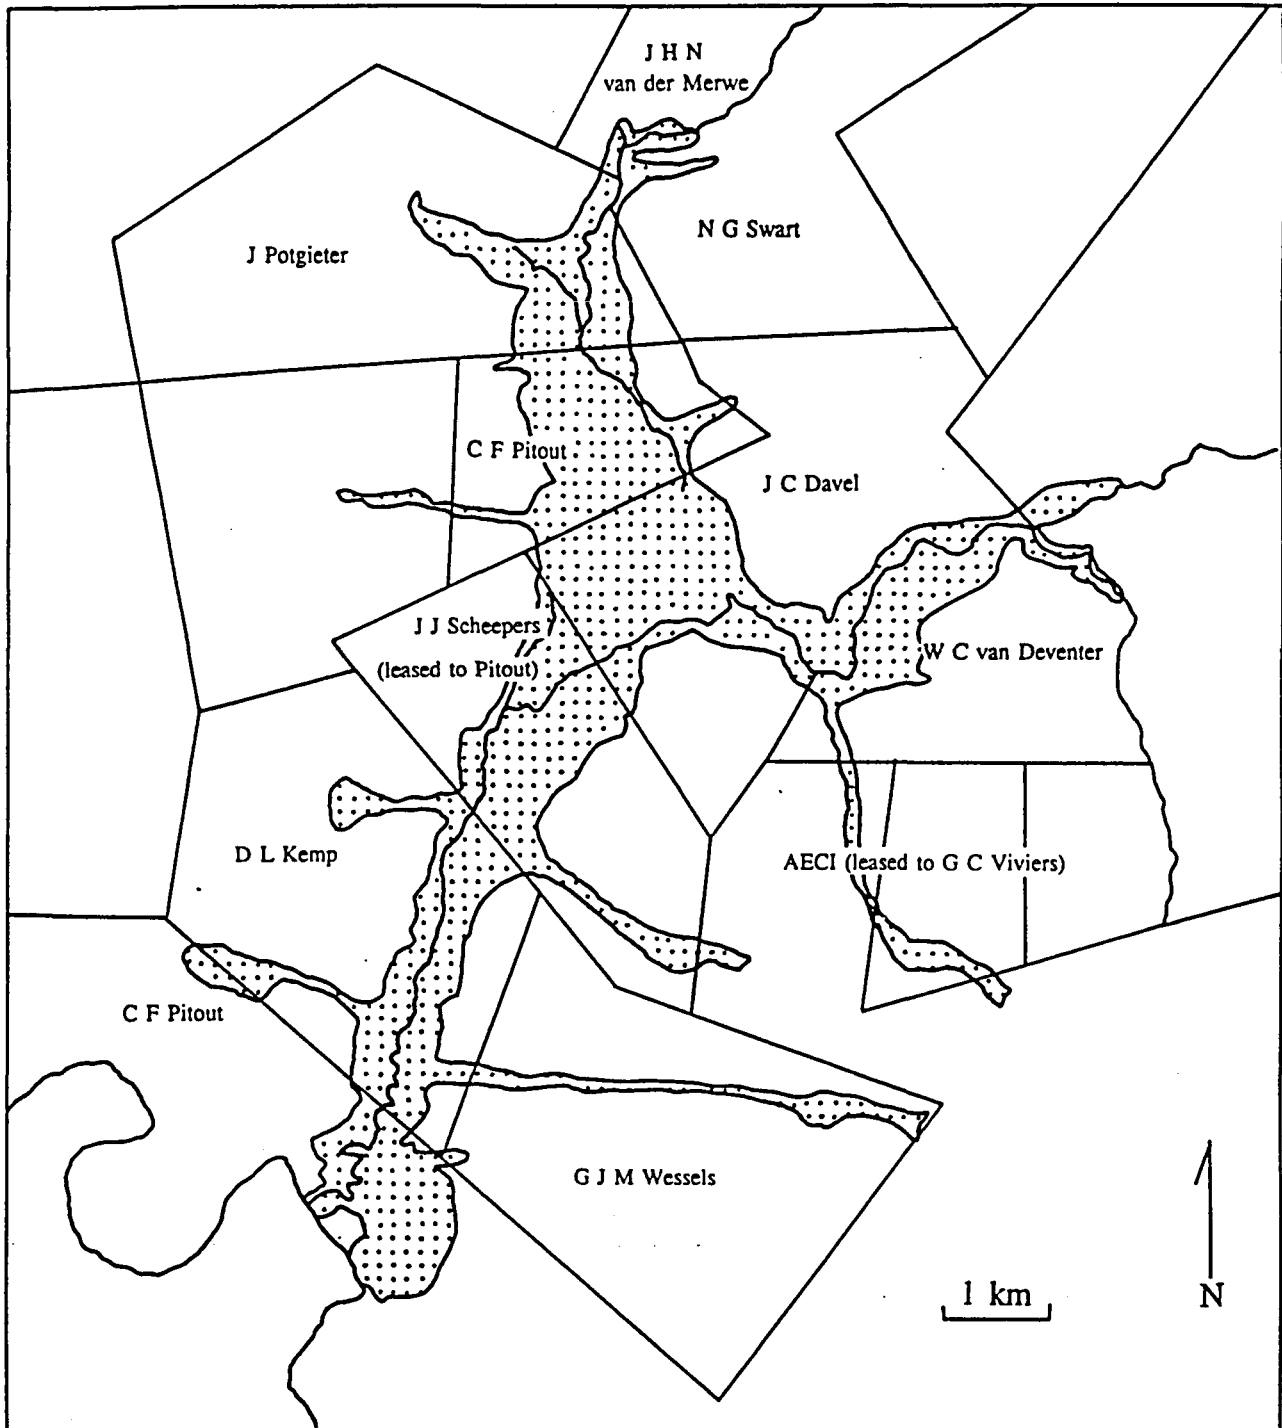 J H N
van der Merwe
N G Swart
J Potgieter
C F Pitout
J C Davel
J J Scheepers
(leased to Pitout)
W C van Deventer
D L Kemp
AECI (leased to G C Viviers)
C F Pitout
G J M Wessels
1 km
N